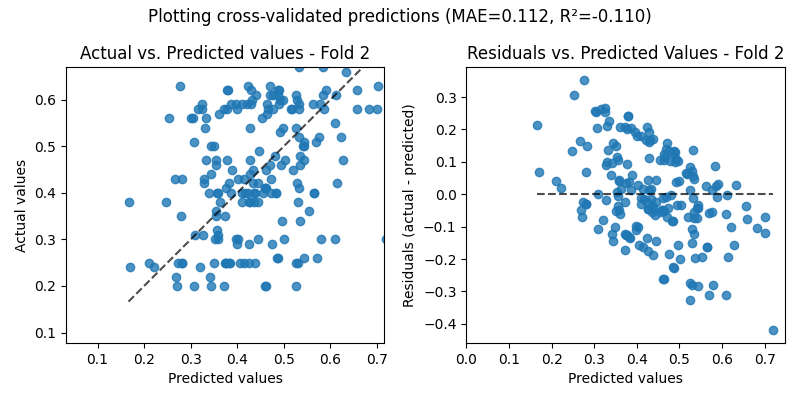 Plotting cross-validated predictions (MAE=0.112, R²=-0.110)
Actual vs. Predicted values - Fold 2
Actual values
0.6
0.5
0.4
0.3
0.2
0.1
0.1 0.2 0.3 0.4 0.5 0.6 0.7
Predicted values
Residuals vs. Predicted Values - Fold 2
Residuals (actual - predicted)
0.3
0.2
0.1
0.0
−0.1
−0.2
−0.3
−0.4
0.0 0.1 0.2 0.3 0.4 0.5 0.6 0.7
Predicted values